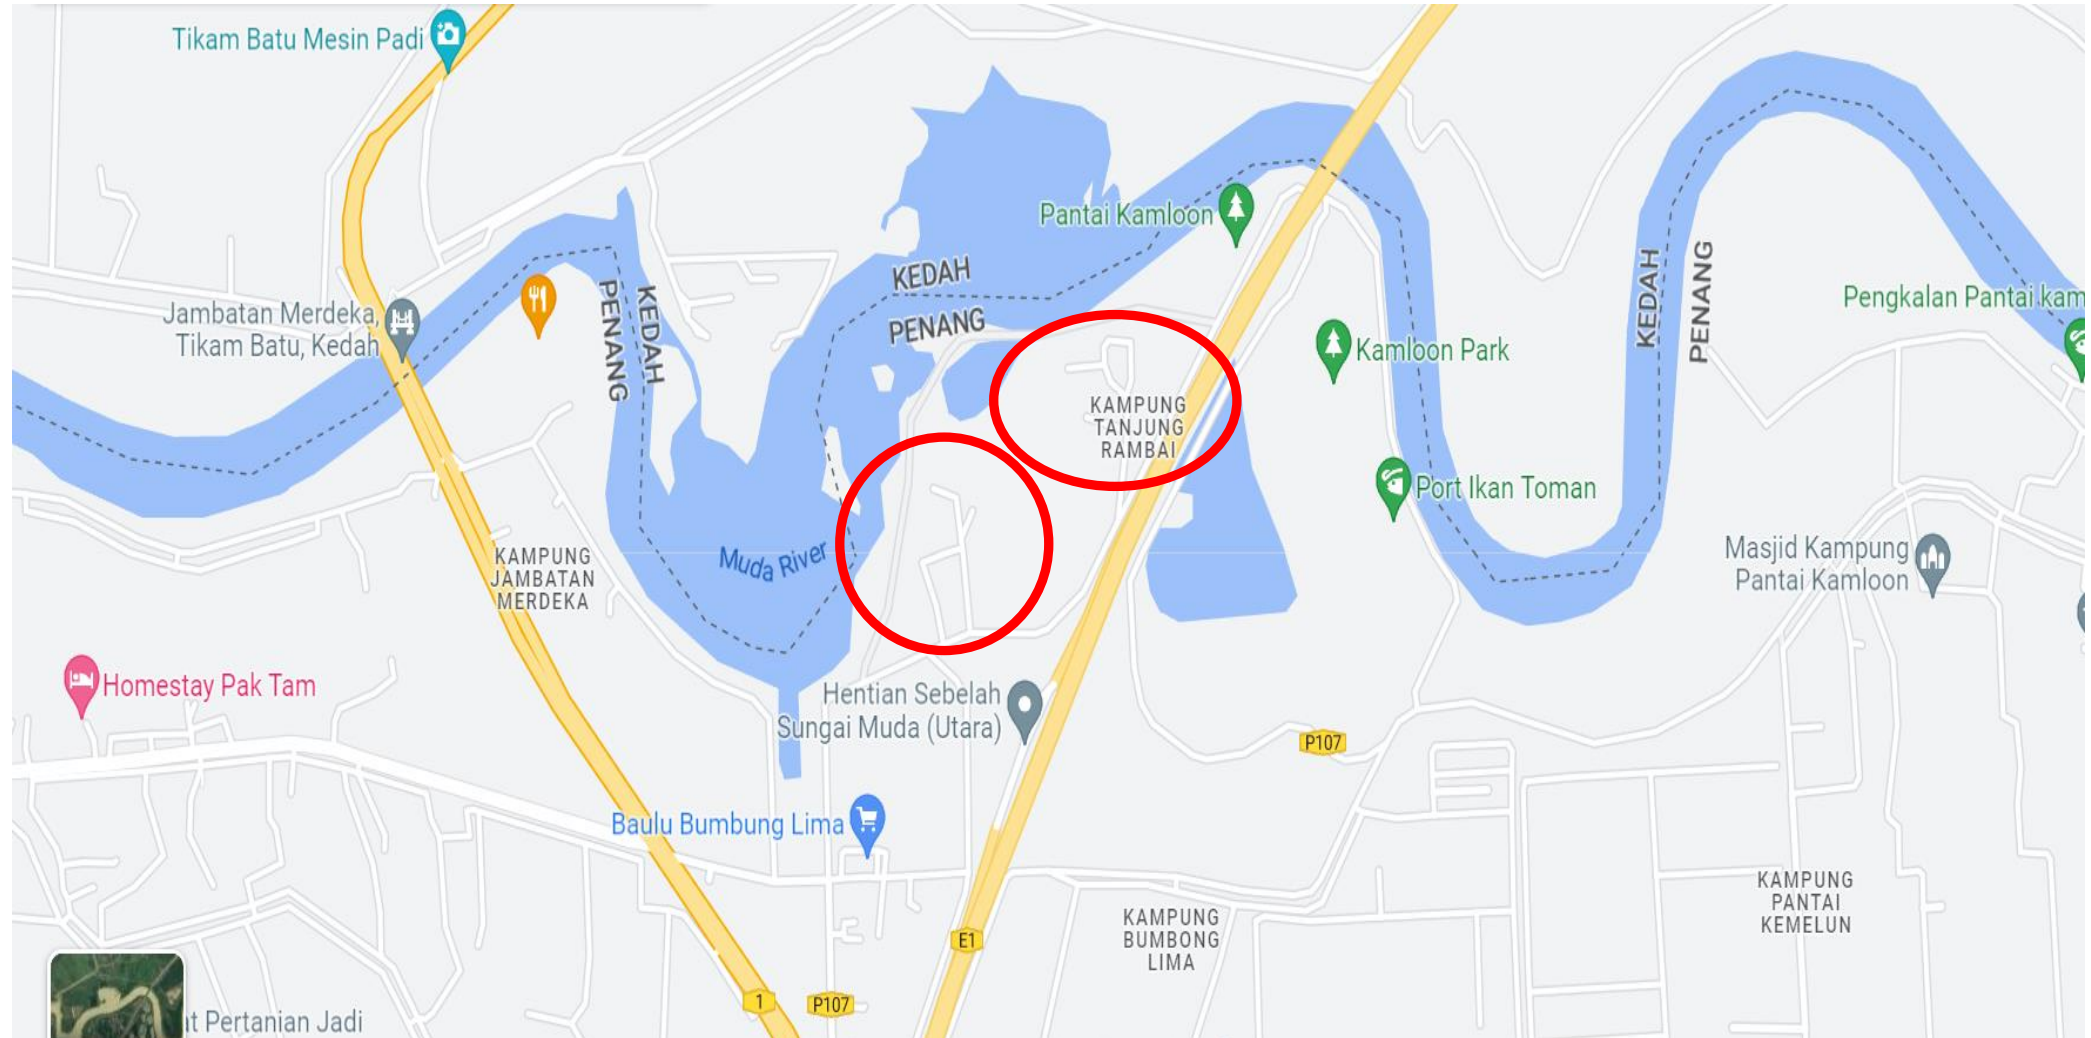 Tikam Batu Mesin Padi
Pantai Kamloon
KEDAH
PENANG
KEDAH
PENANG
KEDAH
PENANG
Jambatan Merdeka,
Tikam Batu, Kedah
Pengkalan Pantai kam
Kamloon Park
KAMPUNG
TANJUNG
RAMBAI
Port Ikan Toman
Muda River
KAMPUNG
JAMBATAN
MERDEKA
Masjid Kampung
Pantai Kamloon
Homestay Pak Tam
Hentian Sebelah
Sungai Muda (Utara)
P107
Baulu Bumbung Lima
KAMPUNG
PANTAI
KEMELUN
KAMPUNG
BUMBONG
LIMA
E1
1
P107
at Pertanian Jadi